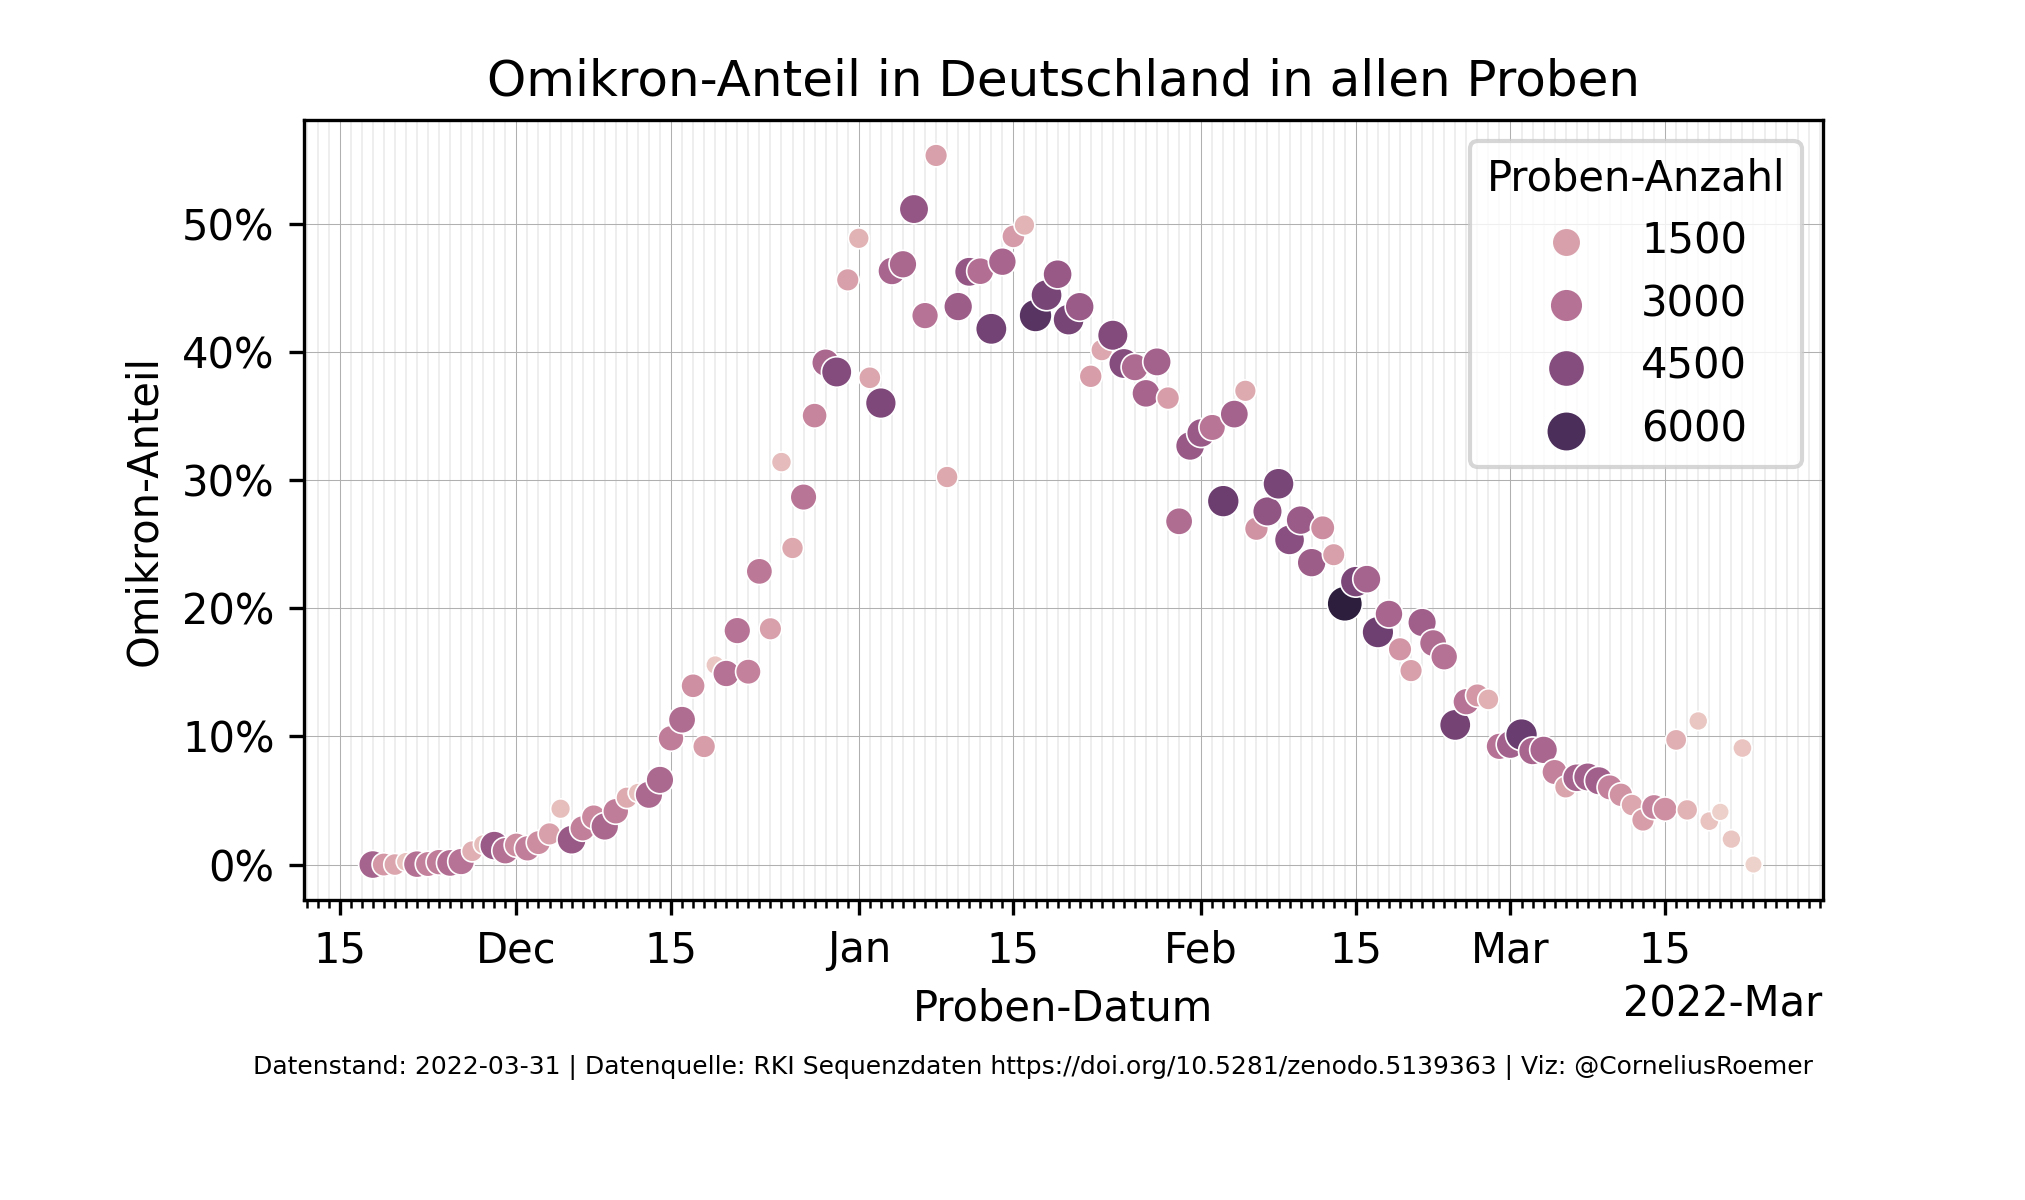 Omikron-Anteil in Deutschland in allen Proben
Proben-Anzahl
1500
3000
4500
6000
Omikron-Anteil
50%
40%
30%
20%
10%
0%
15 Dec 15 Jan 15 Feb 15 Mar 15
2022-Mar
Proben-Datum
Datenstand: 2022-03-31 | Datenquelle: RKI Sequenzdaten https://doi.org/10.5281/zenodo.5139363 | Viz: @CorneliusRoemer